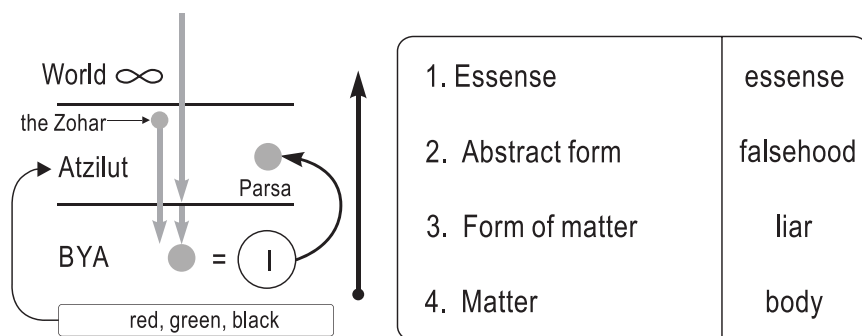 World ∞
the Zohar
Atzilut
Parsa
BYA
= I
red, green, black
1. Essense essense
2. Abstract form falsehood
3. Form of matter liar
4. Matter body